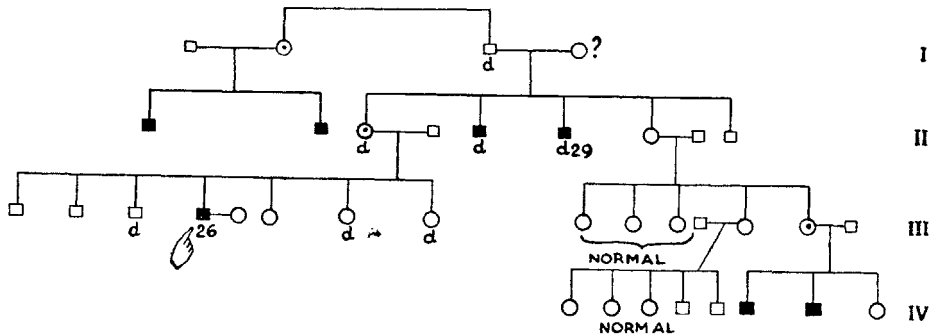 ? I
d
II
d d d29
d 26 d d III
NORMAL
NORMAL IV